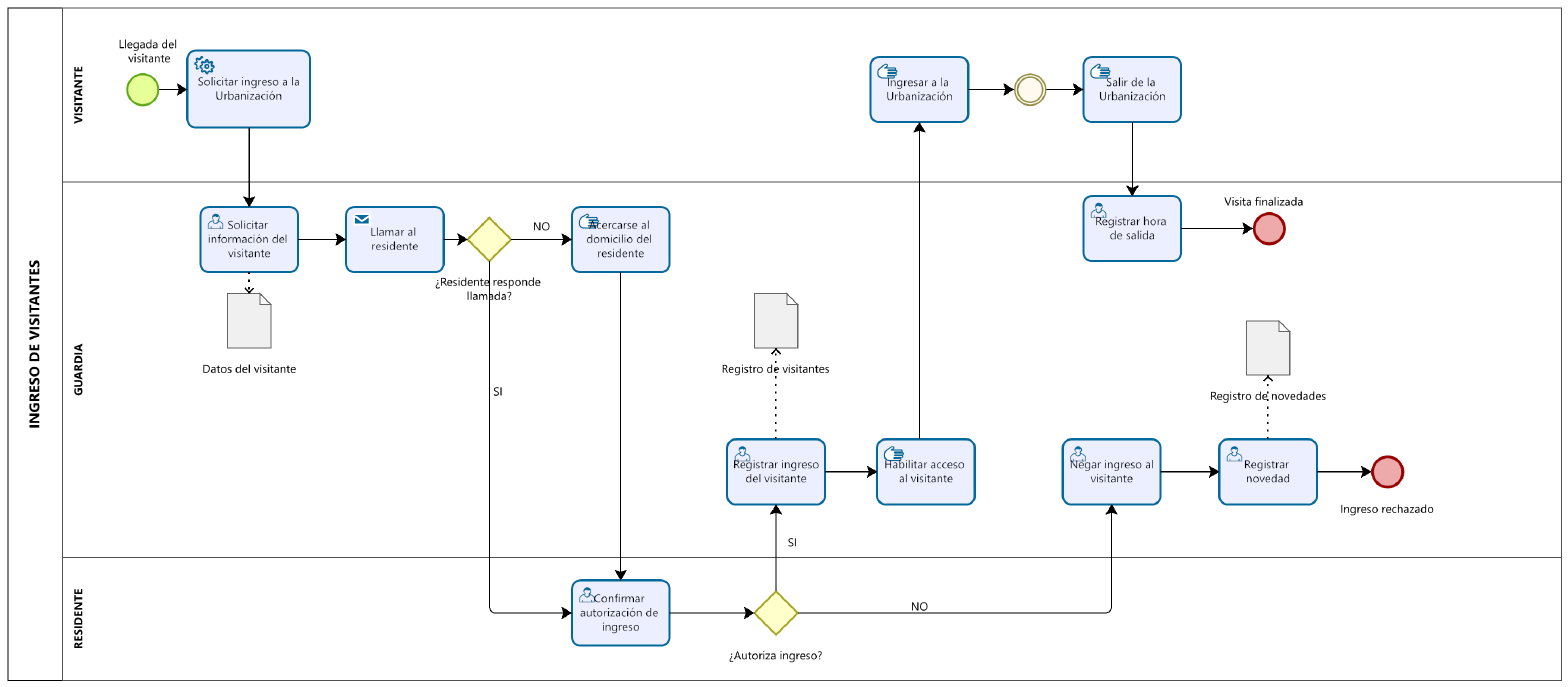 INGRESO DE VISITANTES
VISITANTE
Llegada del
visitante
Solicitar ingreso a la
Urbanización
Ingresar a la
Urbanización
Salir de la
Urbanización
GUARDIA
Solicitar
información del
visitante
Llamar al
residente
NO
Acercarse al
domicilio del
residente
¿Residente responde
llamada?
Registrar hora
de salida
Visita finalizada
Datos del visitante
Registro de visitantes
Registro de novedades
SI
Registrar ingreso
del visitante
Habilitar acceso
al visitante
Negar ingreso al
visitante
Registrar
novedad
Ingreso rechazado
SI
RESIDENTE
Confirmar
autorización de
ingreso
NO
¿Autoriza ingreso?